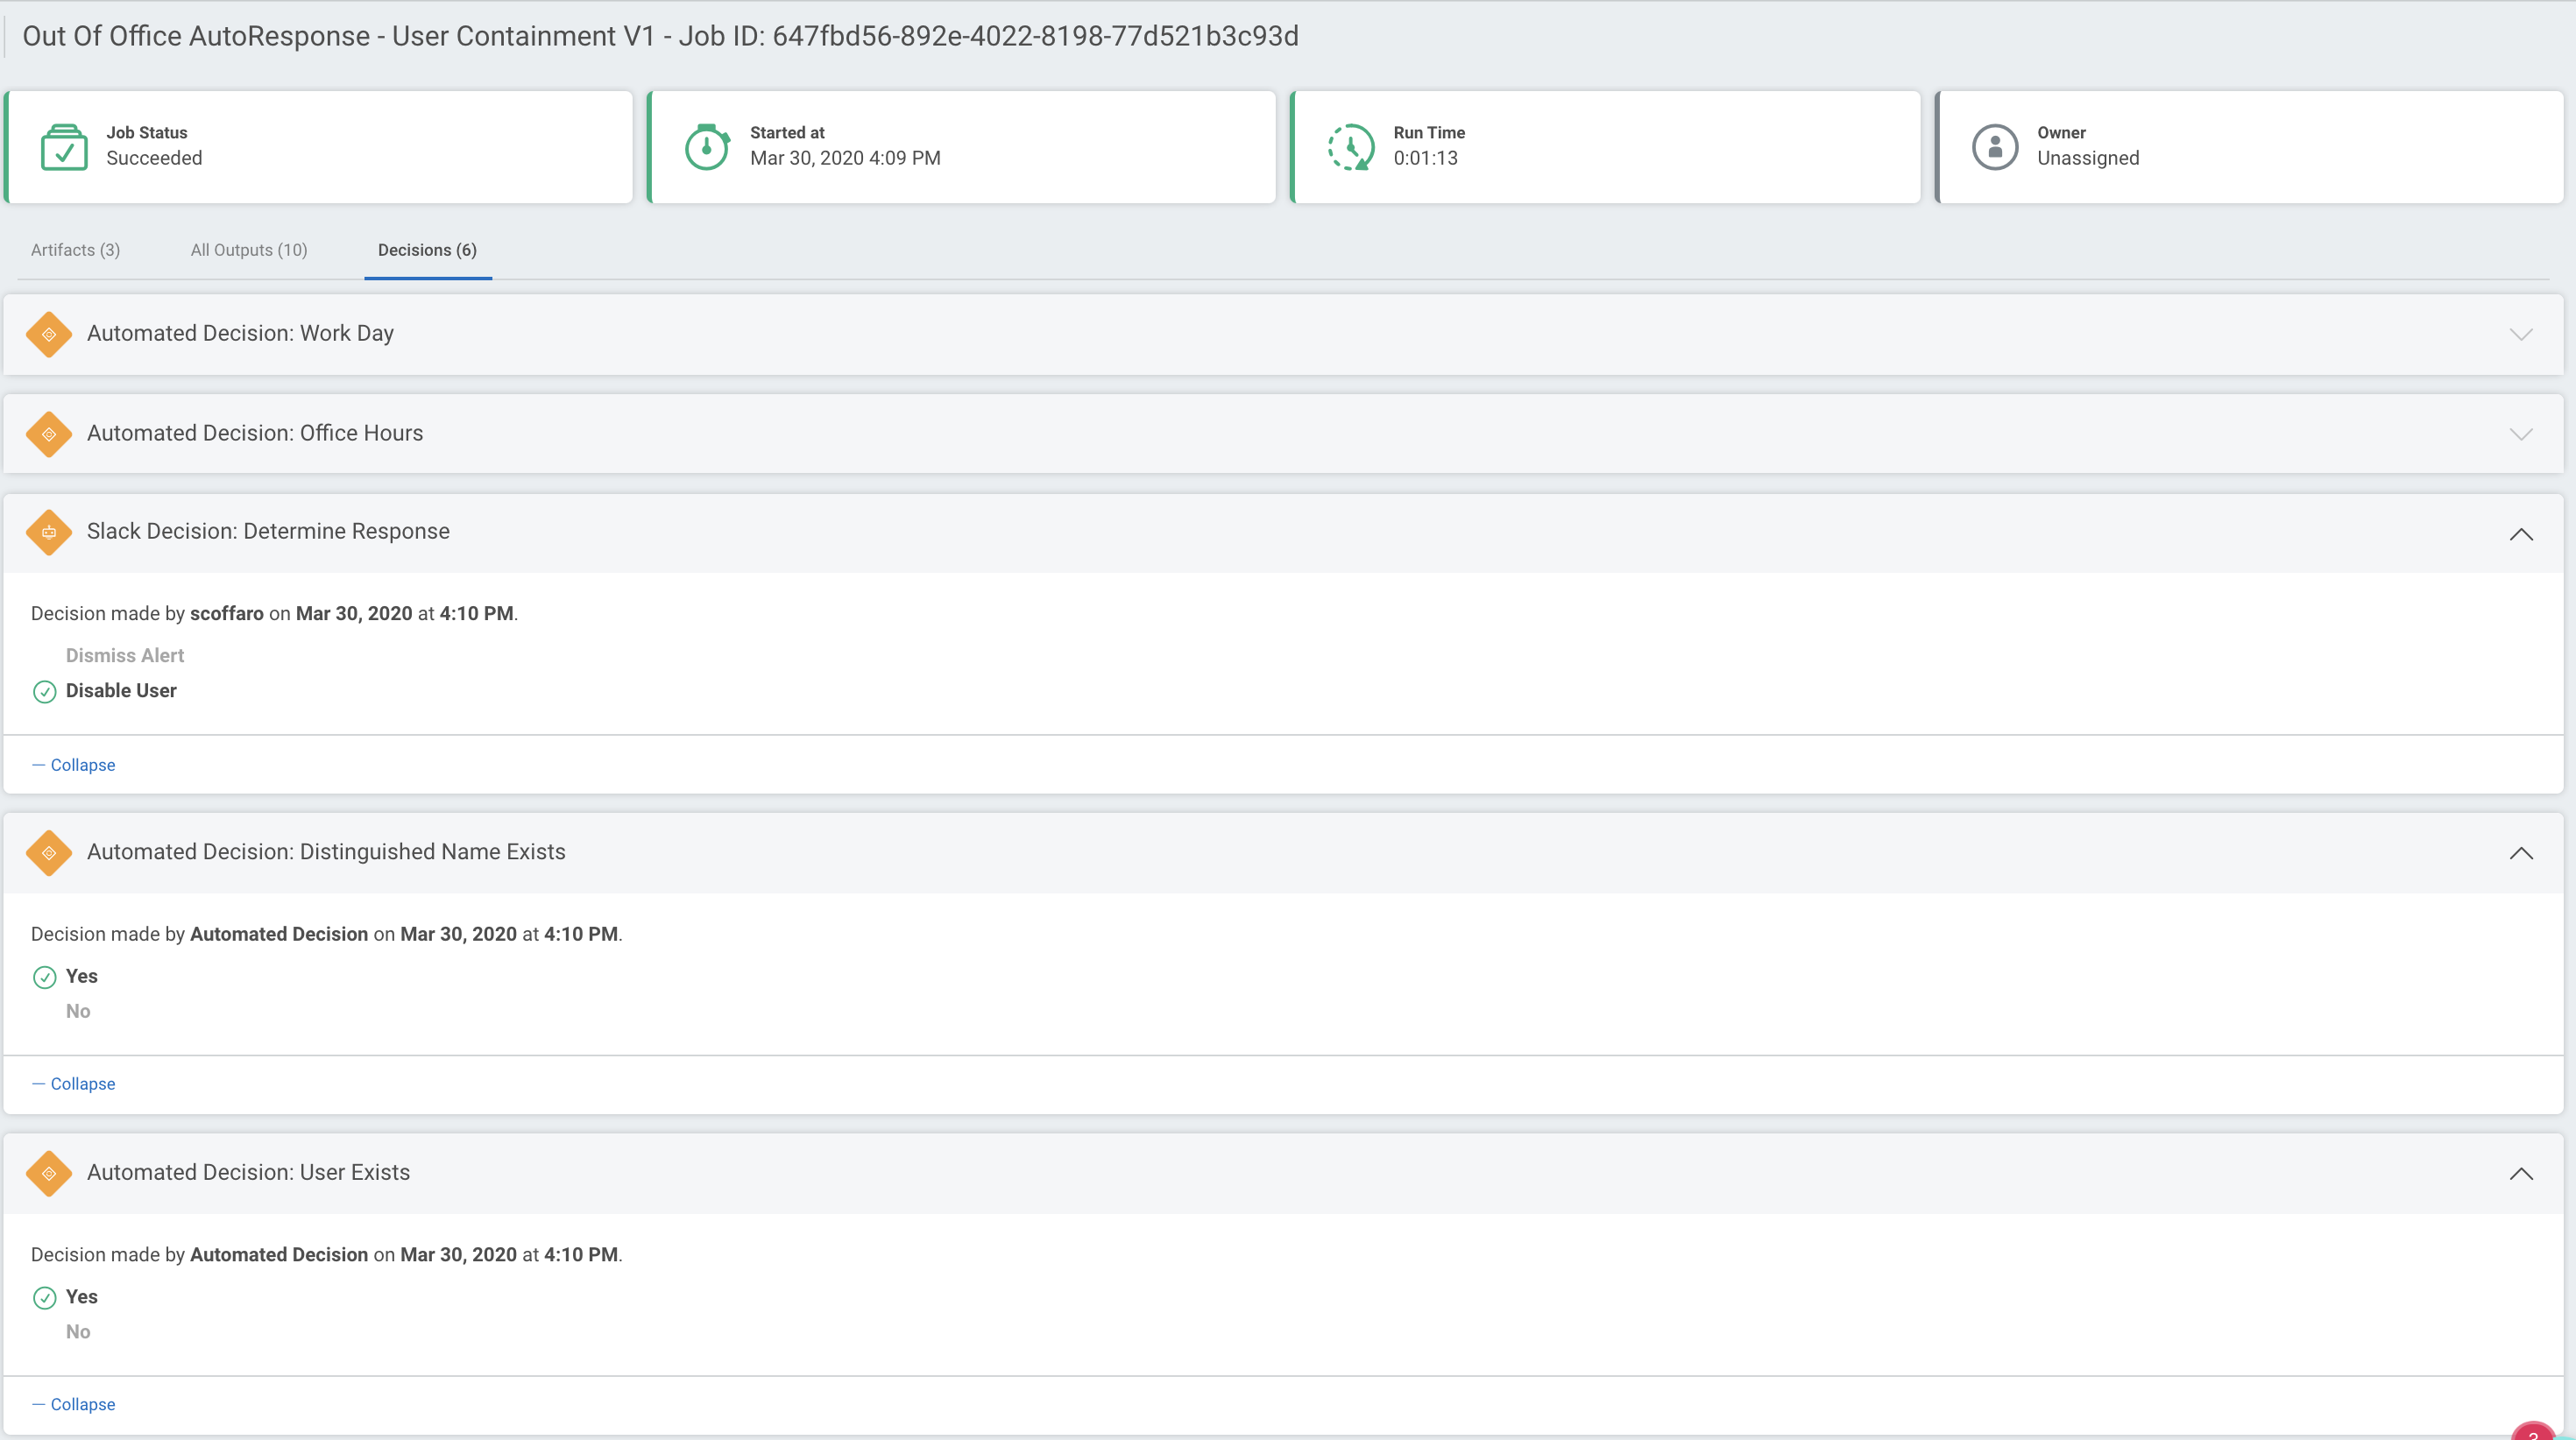 Out Of Office AutoResponse - User Containment V1 - Job ID: 647fbd56-892e-4022-8198-77d521b3c93d
Job Status
Succeeded
Started at
Mar 30, 2020 4:09 PM
Run Time
0:01:13
Owner
Unassigned
Artifacts (3)
All Outputs (10)
Decisions (6)
Automated Decision: Work Day
Automated Decision: Office Hours
Slack Decision: Determine Response
Decision made by scoffaro on Mar 30, 2020 at 4:10 PM.
Dismiss Alert
Disable User
— Collapse
Automated Decision: Distinguished Name Exists
Decision made by Automated Decision on Mar 30, 2020 at 4:10 PM.
Yes
No
— Collapse
Automated Decision: User Exists
Decision made by Automated Decision on Mar 30, 2020 at 4:10 PM.
Yes
No
— Collapse